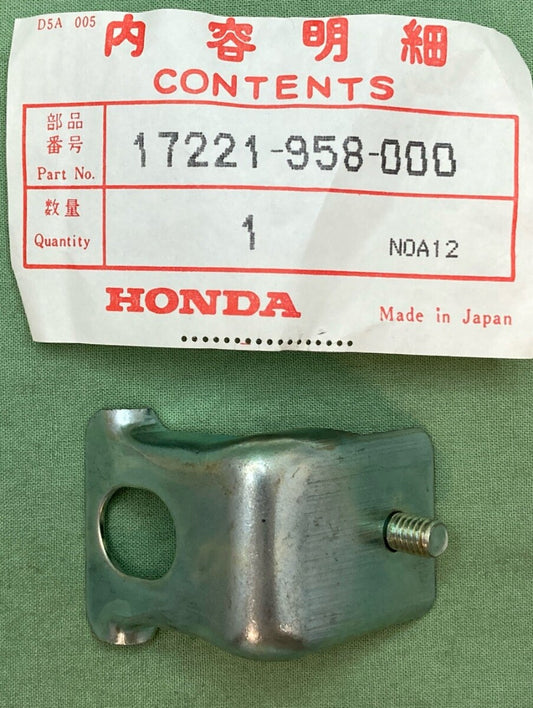 D5A 005
内容明細
CONTENTS
部品
番号
Part No.
17221-958-000
数量
Quantity
1
N0A12
HONDA
Made in Japan